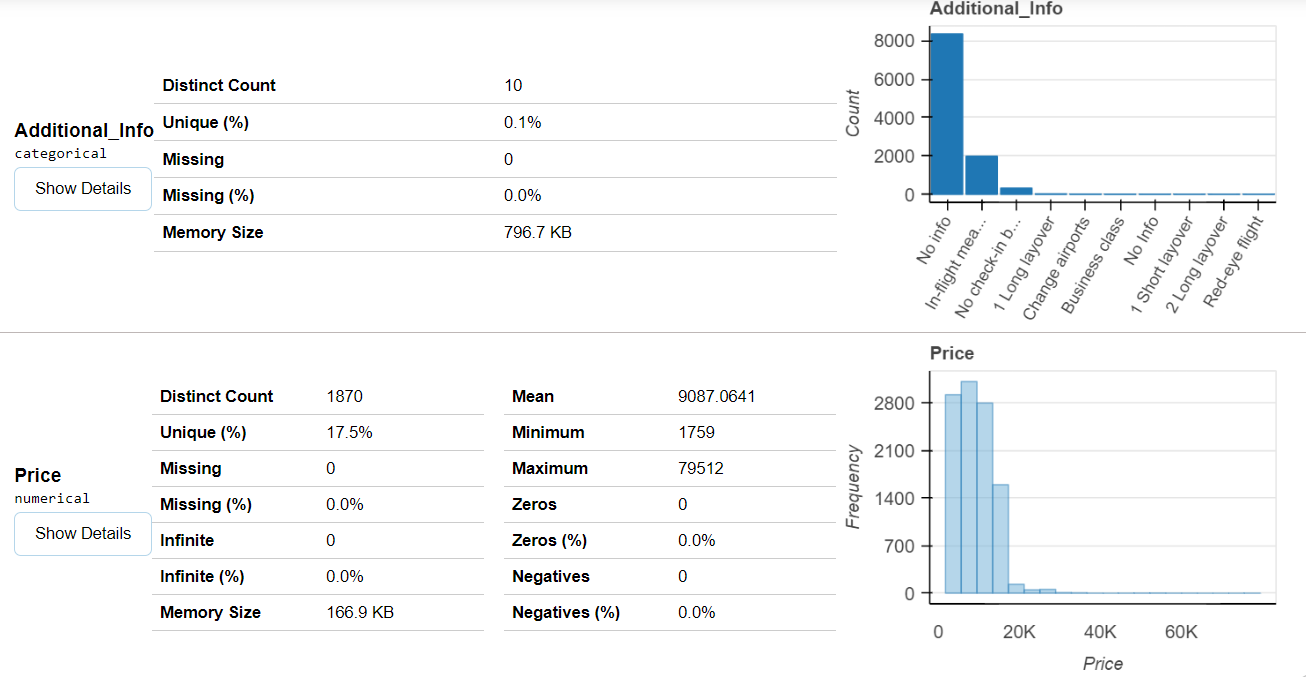 Additional_Info
categorical
Show Details
Distinct Count 10
Unique (%) 0.1%
Missing 0
Missing (%) 0.0%
Memory Size 796.7 KB
Additional_Info
Count
8000
6000
4000
2000
0
No info
In-flight mea...
No check-in b...
1 Long layover
Change airports
Business class
No Info
1 Short layover
2 Long layover
Red-eye flight
Price
numerical
Show Details
Distinct Count 1870
Unique (%) 17.5%
Missing 0
Missing (%) 0.0%
Infinite 0
Infinite (%) 0.0%
Memory Size 166.9 KB
Mean 9087.0641
Minimum 1759
Maximum 79512
Zeros 0
Zeros (%) 0.0%
Negatives 0
Negatives (%) 0.0%
Price
Frequency
2800
2100
1400
700
0
0 20K 40K 60K
Price